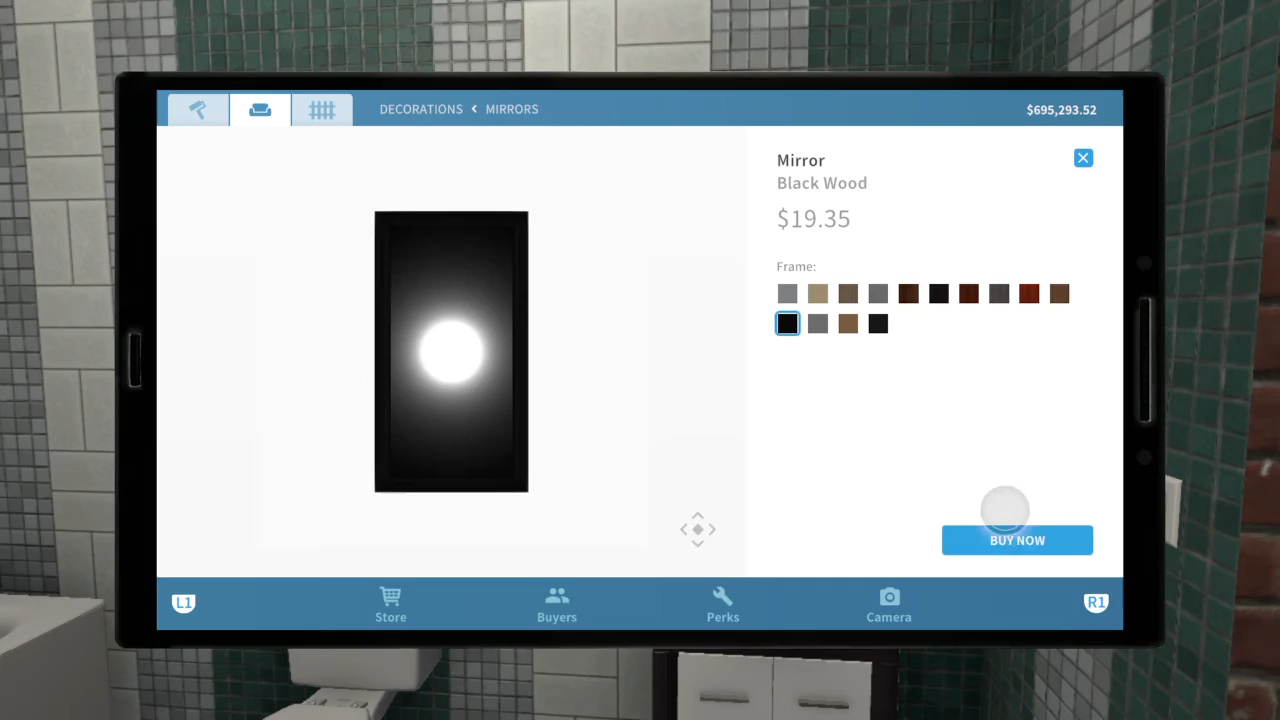 DECORATIONS < MIRRORS
$695,293.52
Mirror
Black Wood
$19.35
Frame:
BUY NOW
L1
Store
Buyers
Perks
Camera
R1